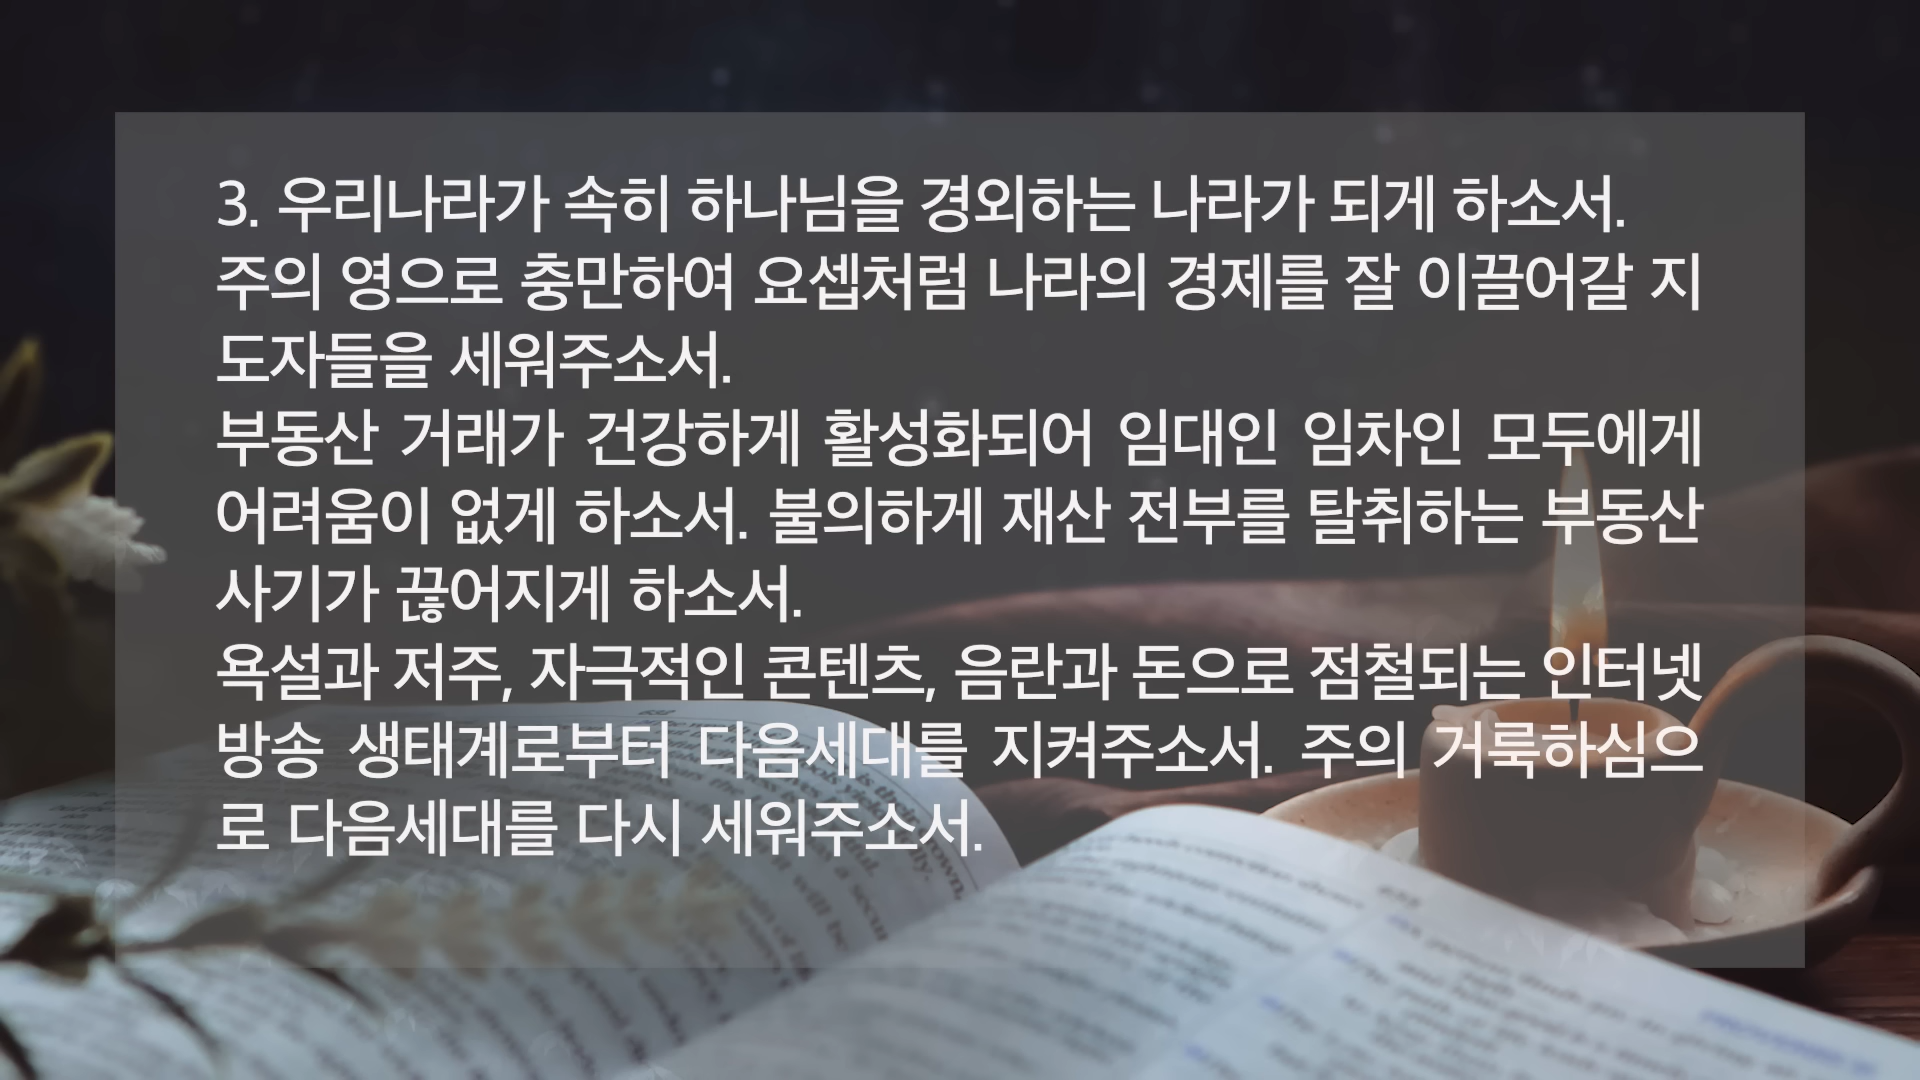 3. 우리나라가 속히 하나님을 경외하는 나라가 되게 하소서.
주의 영으로 충만하여 요셉처럼 나라의 경제를 잘 이끌어갈 지
도자들을 세워주소서.
부동산 거래가 건강하게 활성화되어 임대인 임차인 모두에게
어려움이 없게 하소서. 불의하게 재산 전부를 탈취하는 부동산
사기가 끊어지게 하소서.
욕설과 저주, 자극적인 콘텐츠, 음란과 돈으로 점철되는 인터넷
방송 생태계로부터 다음세대를 지켜주소서. 주의 거룩하심으
로 다음세대를 다시 세워주소서.